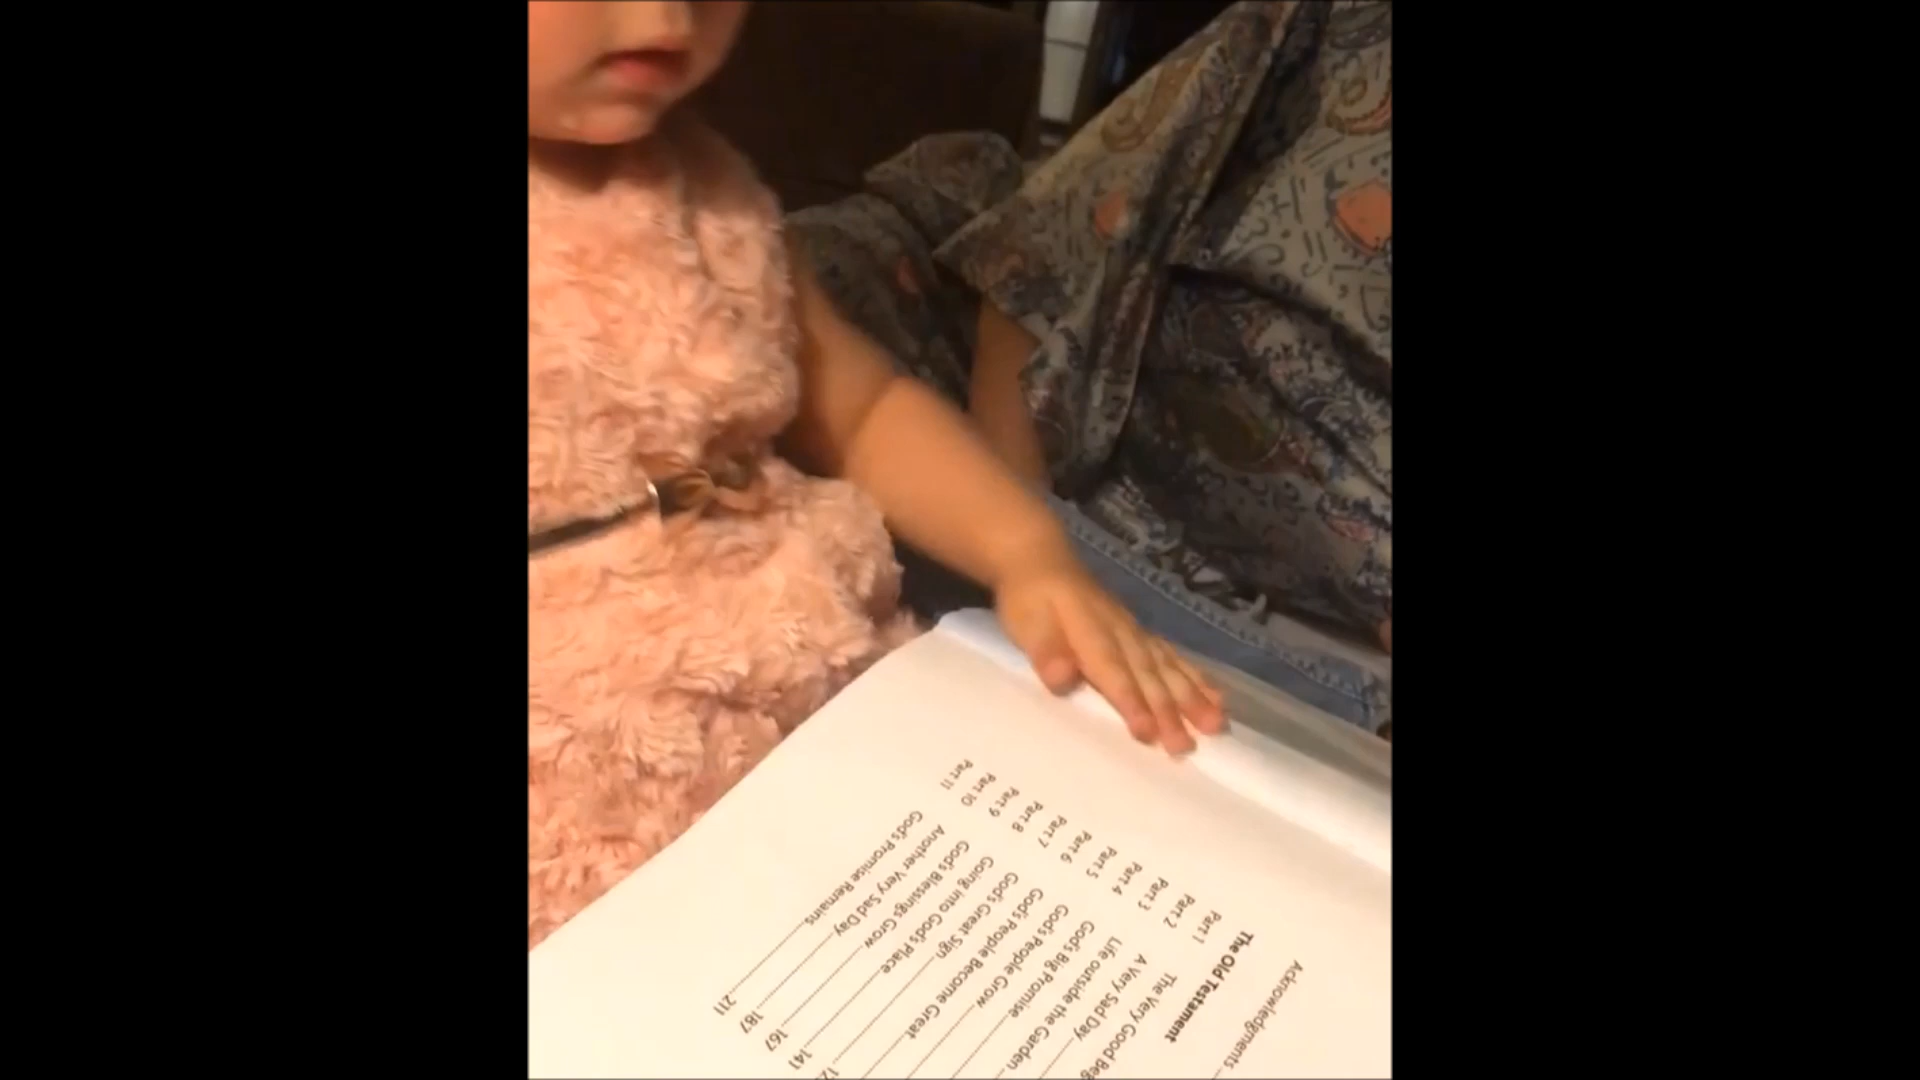 Acknowledgments
The Old Testament
Part 1 The Very Good Beg
Part 2 A Very Sad Day
Part 3 Life outside the Garden
Part 4 God's Big Promise
Part 5 God's People Grow
Part 6 God's People Become Great
Part 7 God's Great Sign
Part 8 Going into God's Place 141
Part 9 God's Blessings Grow 167
Part 10 Another Very Sad Day 187
Part 11 God's Promise Remains 211